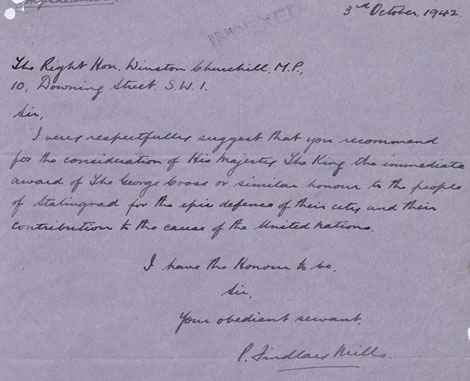 3rd October, 1942.
The Right Hon. Winston Churchill, M.P.,
10, Downing Street. S.W.1.
Sir,
I very respectfully suggest that you recommend
for the consideration of His Majesty The King the immediate
award of The George Cross or similar honour to the people
of Stalingrad for the epic defence of their city and their
contribution to the cause of the United Nations.
I have the Honour to be,
Sir,
Your obedient servant,
P. Findlay Mills.